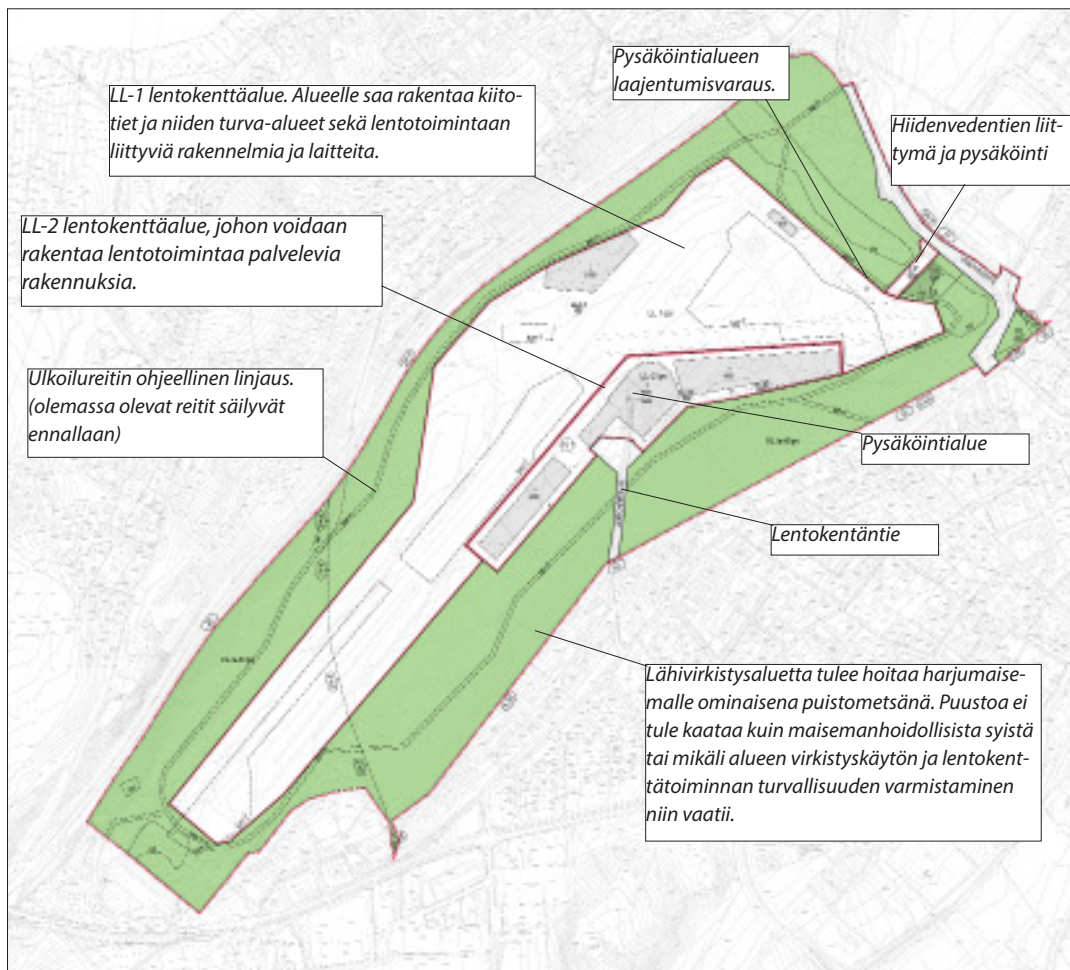 Pysäköintialueen
laajentumisvaraus.
LL-1 lentokenttäalue. Alueelle saa rakentaa kiito-
tiet ja niiden turva-alueet sekä lentotoimintaan
liittyviä rakennelmia ja laitteita.
Hiidenvedentien liit-
tymä ja pysäköinti
LL-2 lentokenttäalue, johon voidaan
rakentaa lentotoimintaa palvelevia
rakennuksia.
Ulkoilureitin ohjeellinen linjaus.
(olemassa olevat reitit säilyvät
ennallaan)
Pysäköintialue
Lentokentäntie
Lähivirkistysaluetta tulee hoitaa harjumaise-
malle ominaisena puistometsänä. Puustoa ei
tule kaataa kuin maisemanhoidollisista syistä
tai mikäli alueen virkistyskäytön ja lentokent-
tätoiminnan turvallisuuden varmistaminen
niin vaatii.